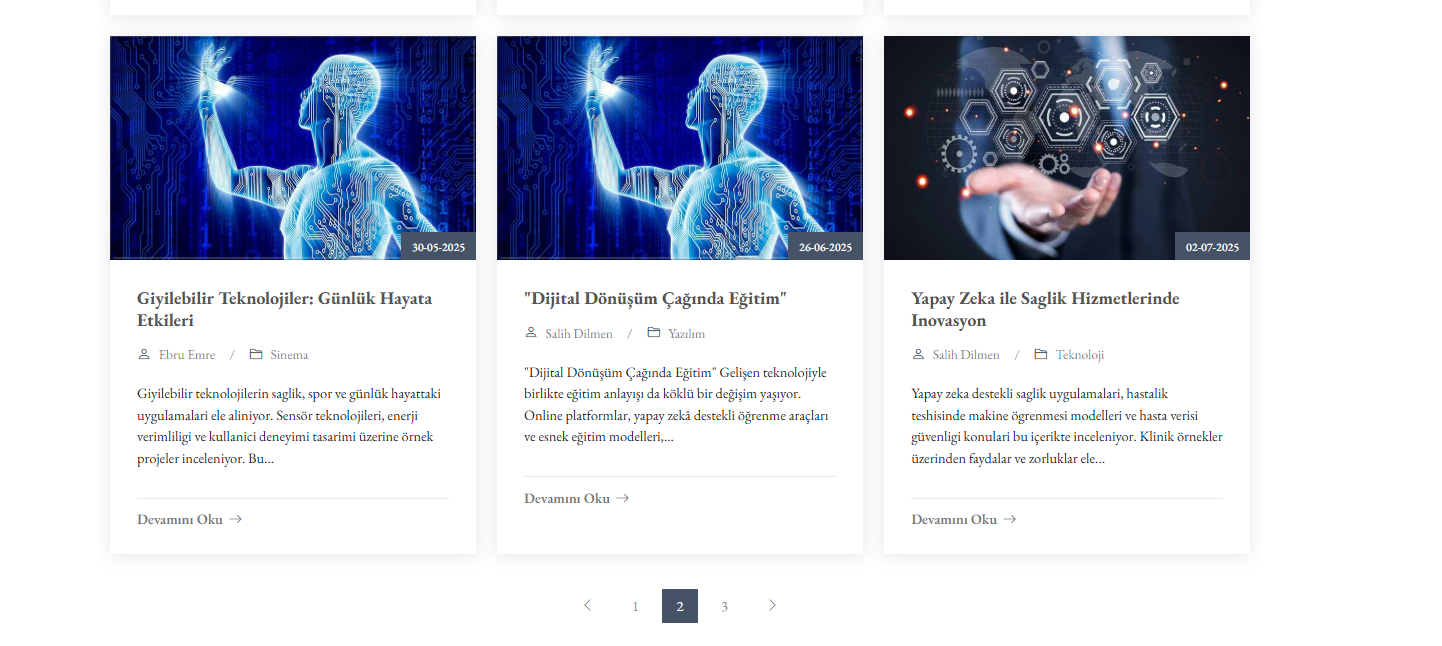 30-05-2025
Giyilebilir Teknolojiler: Günlük Hayata
Etkileri
Ebru Emre / Sinema
Giyilebilir teknolojilerin saglik, spor ve günlük hayattaki
uygulamalari ele aliniyor. Sensör teknolojileri, enerji
verimliligi ve kullanici deneyimi tasarimi üzerine örnek
projeler inceleniyor. Bu...
Devamını Oku →
26-06-2025
"Dijital Dönüşüm Çağında Eğitim"
Salih Dilmen / Yazılım
"Dijital Dönüşüm Çağında Eğitim" Gelişen teknolojiyle
birlikte eğitim anlayışı da köklü bir değişim yaşıyor.
Online platformlar, yapay zekâ destekli öğrenme araçları
ve esnek eğitim modelleri,...
Devamını Oku →
02-07-2025
Yapay Zeka ile Saglik Hizmetlerinde
Inovasyon
Salih Dilmen / Teknoloji
Yapay zeka destekli saglik uygulamalari, hastalik
teshisinde makine ögrenmesi modelleri ve hasta verisi
güvenligi konulari bu içerikte inceleniyor. Klinik örnekler
üzerinden faydalar ve zorluklar ele...
Devamını Oku →
1 2 3